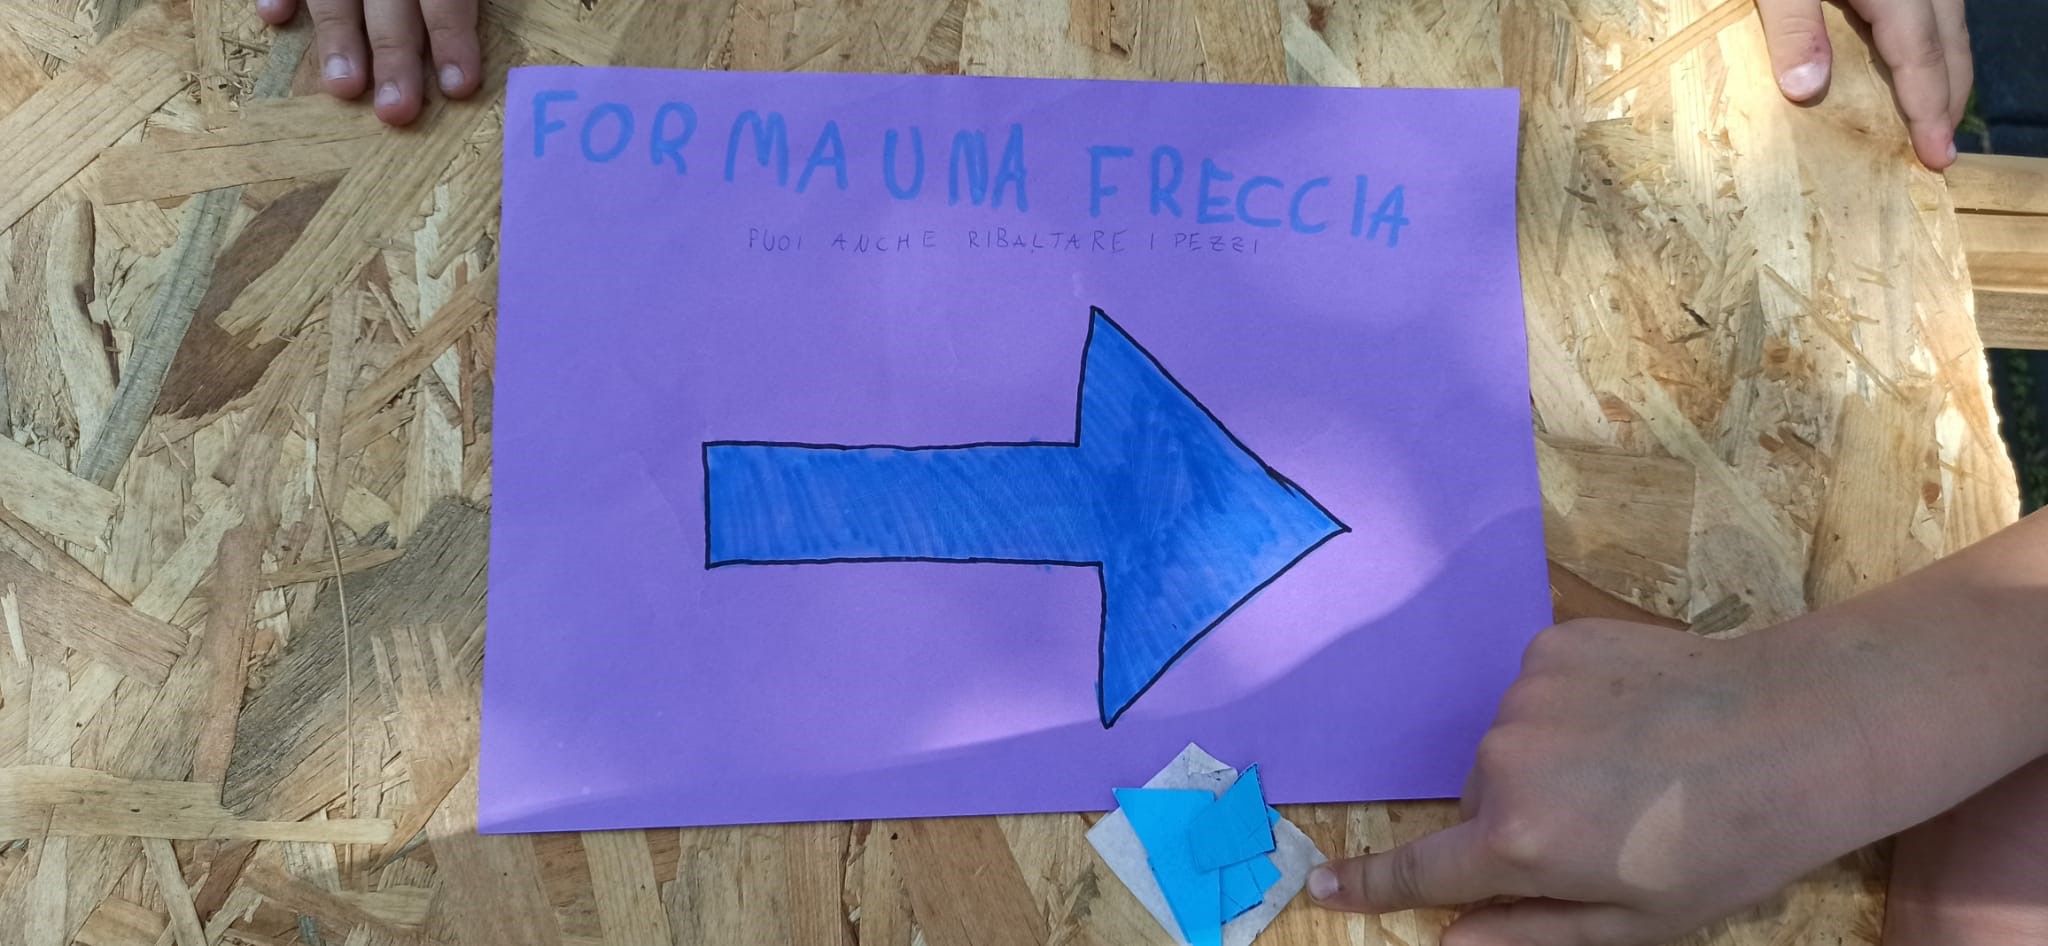 FORMA UNA FRECCIA
PUOI ANCHE RIBALTARE I PEZZI